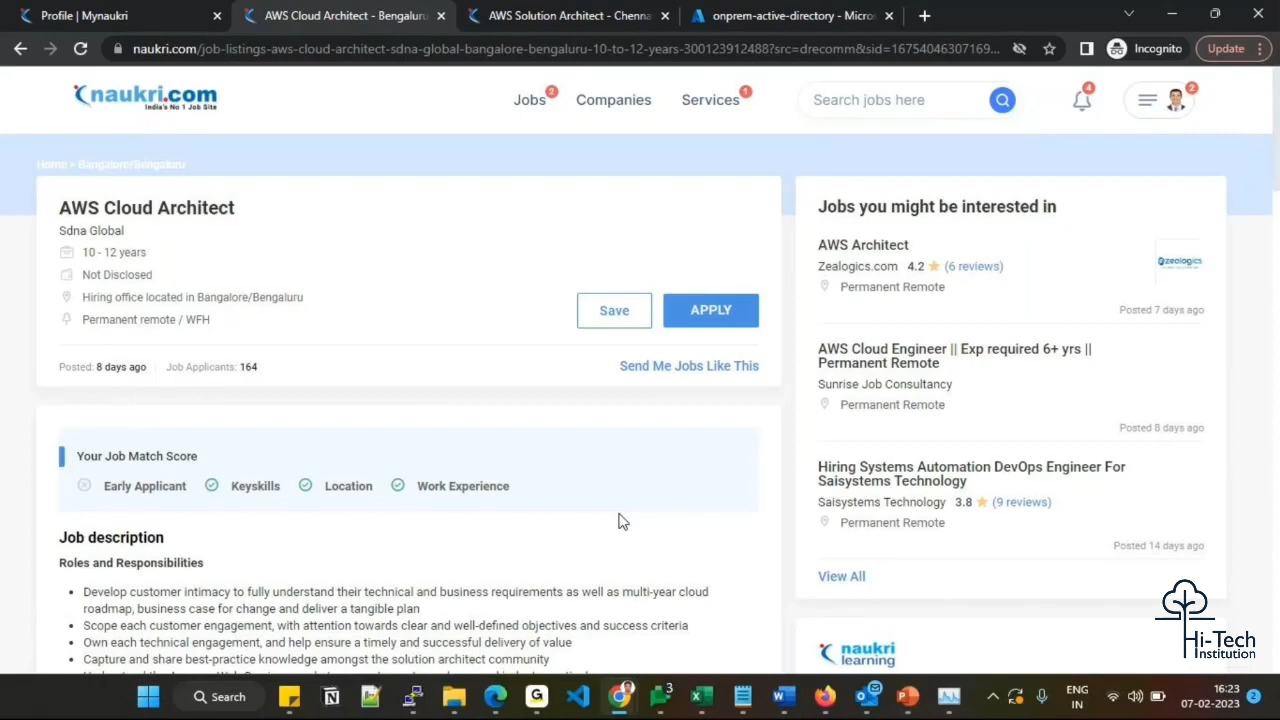 Profile | Mynaukri
AWS Cloud Architect - Bengaluru
AWS Solution Architect - Chenna
onprem-active-directory - Micros
naukri.com/job-listings-aws-cloud-architect-sdna-global-bangalore-bengaluru-10-to-12-years-300123912488?src=drecomm&sid=16754046307169...
Incognito
Update
naukri.com
India's No 1 Job Site
Jobs 2
Companies
Services 1
Search jobs here
4
2
Home > Bangalore/Bengaluru
AWS Cloud Architect
Sdna Global
10 - 12 years
Not Disclosed
Hiring office located in Bangalore/Bengaluru
Permanent remote / WFH
Save
APPLY
Posted: 8 days ago
Job Applicants: 164
Send Me Jobs Like This
Your Job Match Score
Early Applicant
Keyskills
Location
Work Experience
Job description
Roles and Responsibilities
Develop customer intimacy to fully understand their technical and business requirements as well as multi-year cloud
roadmap, business case for change and deliver a tangible plan
Scope each customer engagement, with attention towards clear and well-defined objectives and success criteria
Own each technical engagement, and help ensure a timely and successful delivery of value
Capture and share best-practice knowledge amongst the solution architect community
Jobs you might be interested in
AWS Architect
Zealogics.com 4.2 (6 reviews)
zealogics
Permanent Remote
Posted 7 days ago
AWS Cloud Engineer || Exp required 6+ yrs ||
Permanent Remote
Sunrise Job Consultancy
Permanent Remote
Posted 8 days ago
Hiring Systems Automation DevOps Engineer For
Saisystems Technology
Saisystems Technology 3.8 (9 reviews)
Permanent Remote
Posted 14 days ago
View All
naukri
learning
Hi-Tech
Institution
Search
3
ENG
IN
16:23
07-02-2023
2